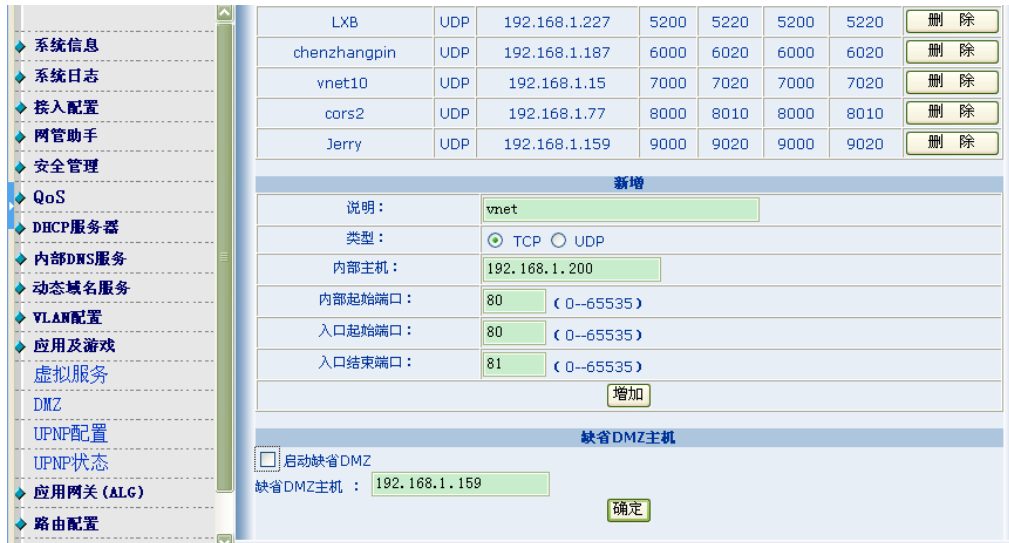 系统信息
系统日志
接入配置
网管助手
安全管理
QoS
DHCP服务器
内部DNS服务
动态域名服务
VLAN配置
应用及游戏
虚拟服务
DMZ
UPNP配置
UPNP状态
应用网关(ALG)
路由配置
LXB UDP 192.168.1.227 5200 5220 5200 5220 删 除
chenzhangpin UDP 192.168.1.187 6000 6020 6000 6020 删 除
vnet10 UDP 192.168.1.15 7000 7020 7000 7020 删 除
cors2 UDP 192.168.1.77 8000 8010 8000 8010 删 除
Jerry UDP 192.168.1.159 9000 9020 9000 9020 删 除
新增
说明： vnet
类型： TCP UDP
内部主机： 192.168.1.200
内部起始端口： 80 （0--65535）
入口起始端口： 80 （0--65535）
入口结束端口： 81 （0--65535）
增加
缺省DMZ主机
启动缺省DMZ
缺省DMZ主机 ： 192.168.1.159
确定